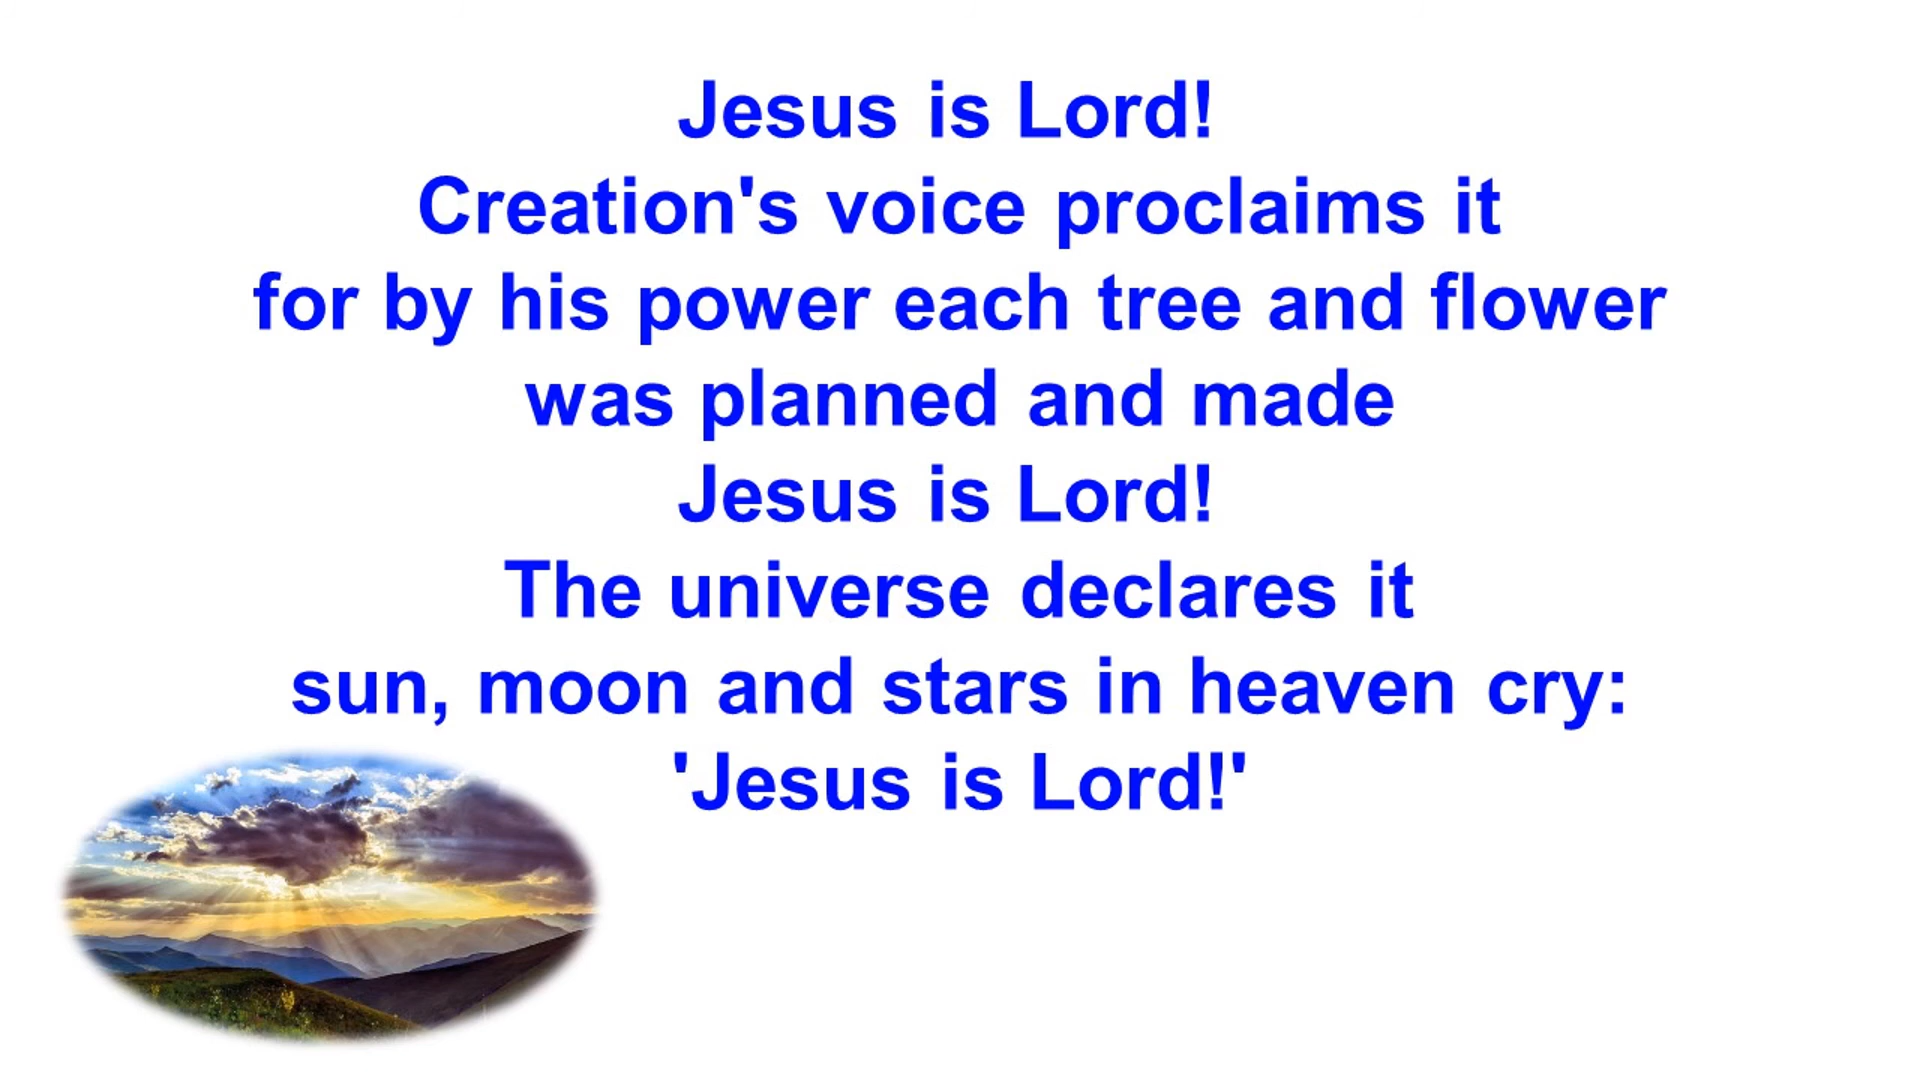 Jesus is Lord!
Creation's voice proclaims it
for by his power each tree and flower
was planned and made
Jesus is Lord!
The universe declares it
sun, moon and stars in heaven cry:
'Jesus is Lord!'